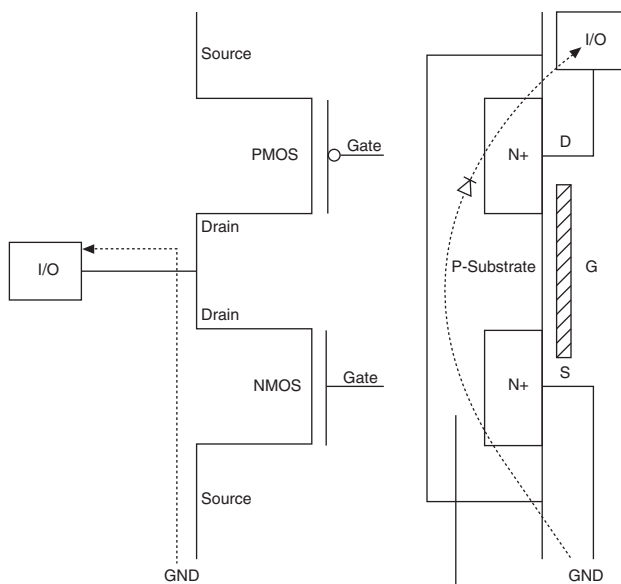 Source
PMOS
Gate
Drain
I/O
Drain
NMOS
Gate
Source
GND
I/O
N+
D
P-Substrate
G
N+
S
GND